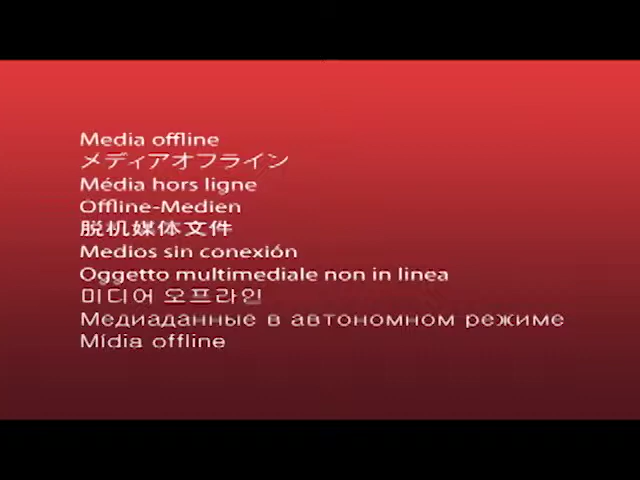 Media offline
メディアオフライン
Média hors ligne
Offline-Medien
脱机媒体文件
Medios sin conexión
Oggetto multimediale non in linea
미디어 오프라인
Медиаданные в автономном режиме
Mídia offline